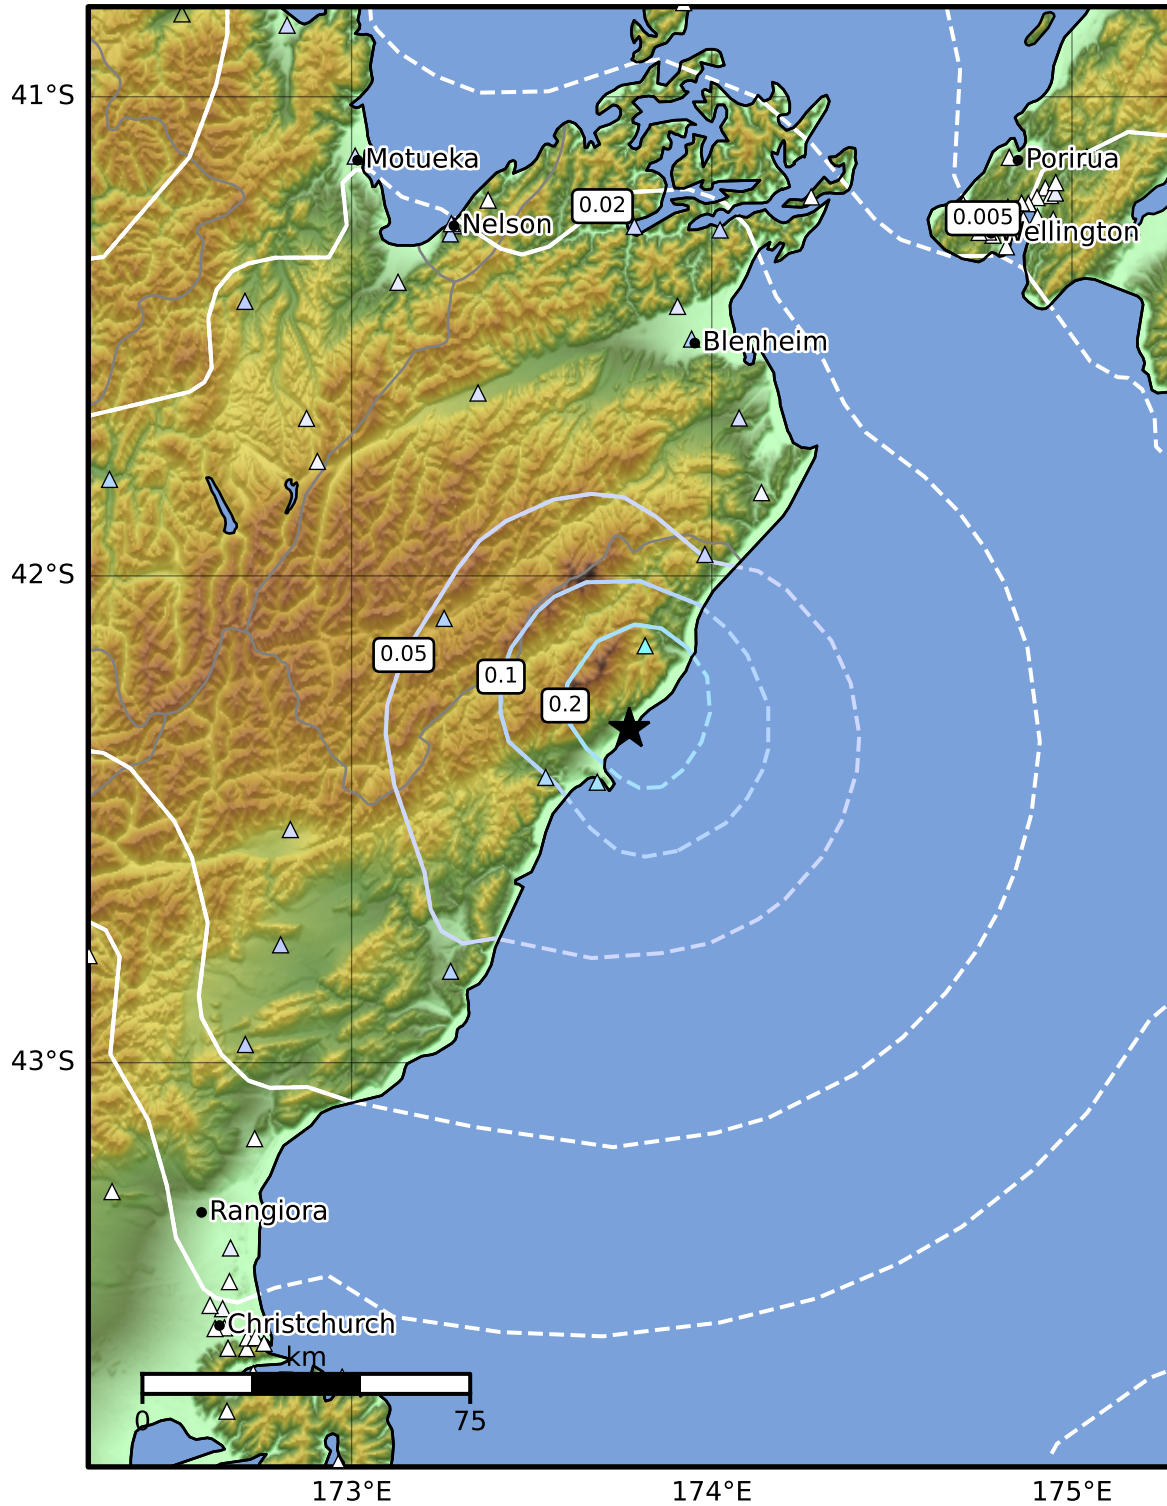 41°S
Motueka
Porirua
0.02
Nelson
0.005
Wellington
Blenheim
42°S
0.05
0.1
0.2
43°S
Rangiora
Christchurch
km
0
75
173°E
174°E
175°E